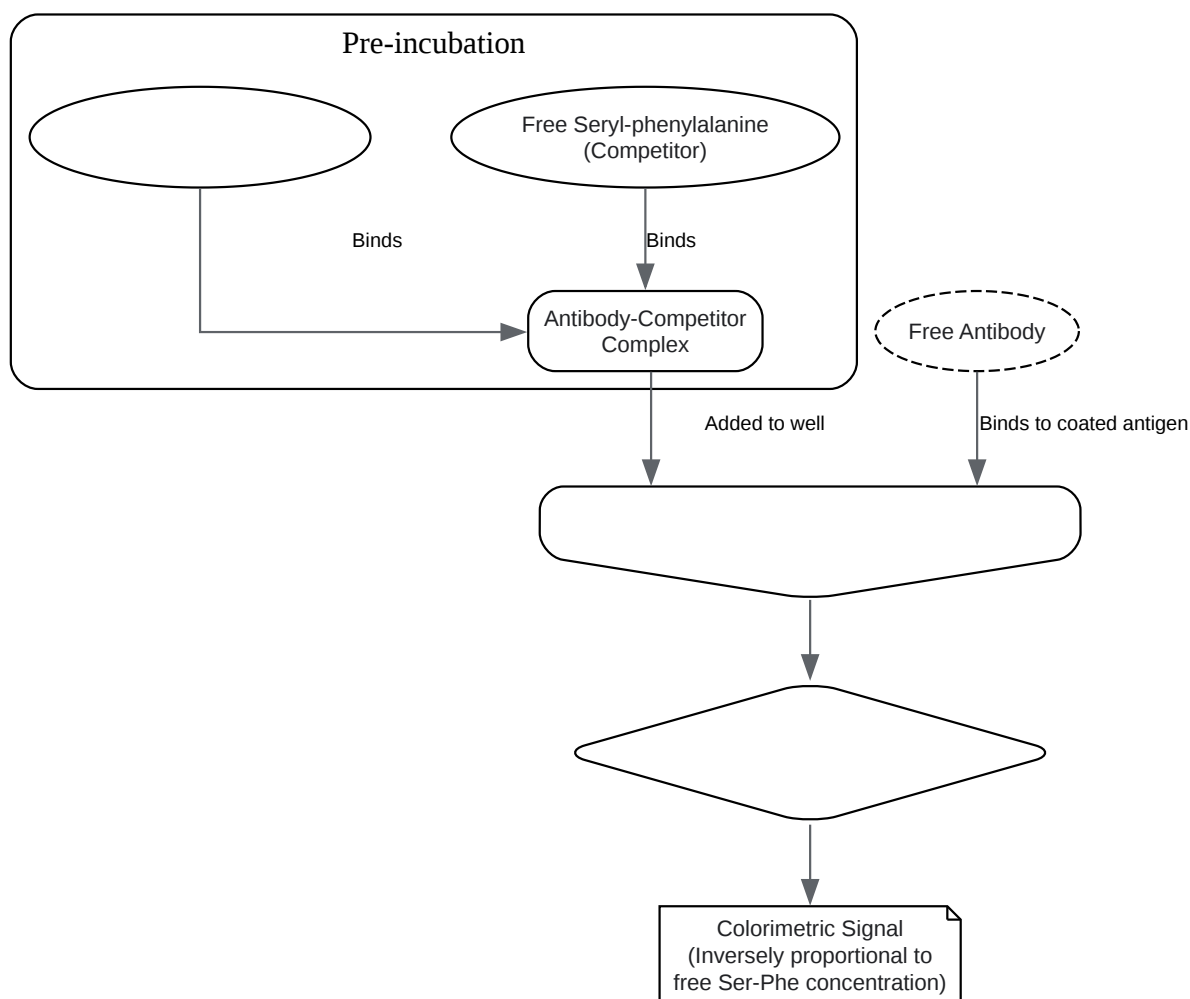 Pre-incubation
Free Seryl-phenylalanine
(Competitor)
Binds
Binds
Antibody-Competitor
Complex
Free Antibody
Added to well
Binds to coated antigen
Colorimetric Signal
(Inversely proportional to
free Ser-Phe concentration)